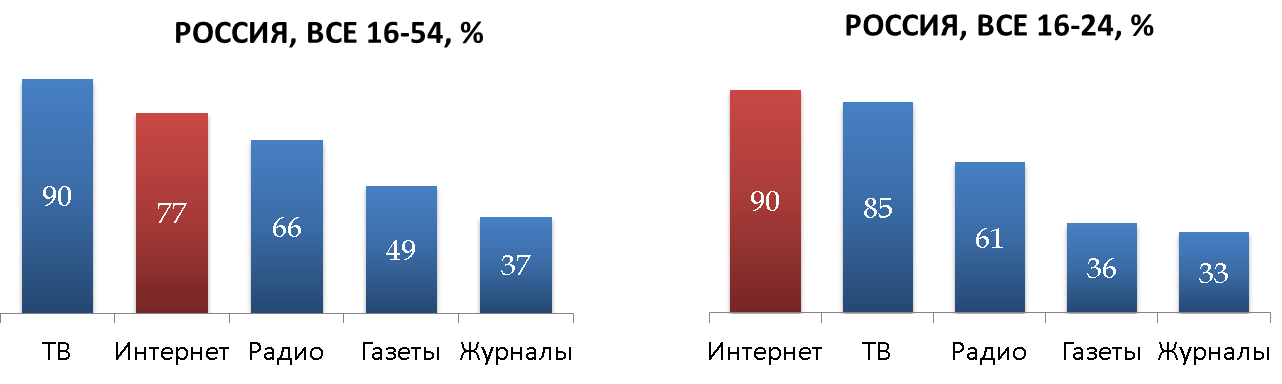 РОССИЯ, ВСЕ 16-54, %
90
77
66
49
37
ТВ Интернет Радио Газеты Журналы
РОССИЯ, ВСЕ 16-24, %
90
85
61
36
33
Интернет ТВ Радио Газеты Журналы